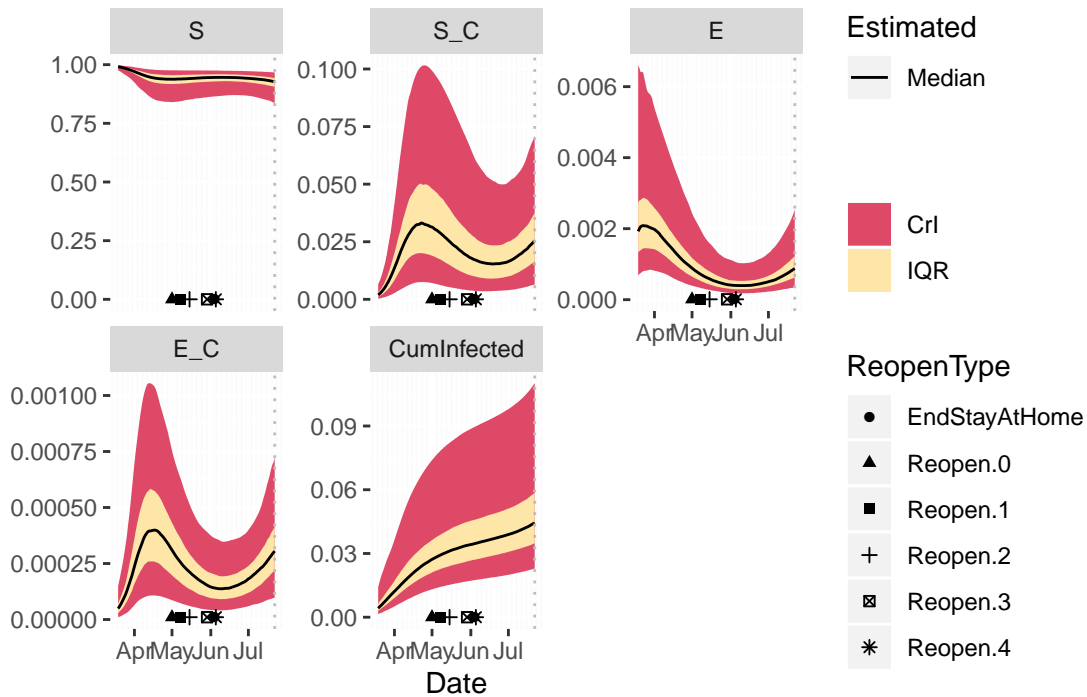 S
S_C
E
1.00
0.75
0.50
0.25
0.00
0.100
0.075
0.050
0.025
0.000
0.006
0.004
0.002
0.000
Apr May Jun Jul
E_C
CumInfected
0.00100
0.00075
0.00050
0.00025
0.00000
Apr May Jun Jul
0.09
0.06
0.03
0.00
Apr May Jun Jul
Date
Estimated
Median
CrI
IQR
ReopenType
EndStayAtHome
Reopen.0
Reopen.1
Reopen.2
Reopen.3
Reopen.4